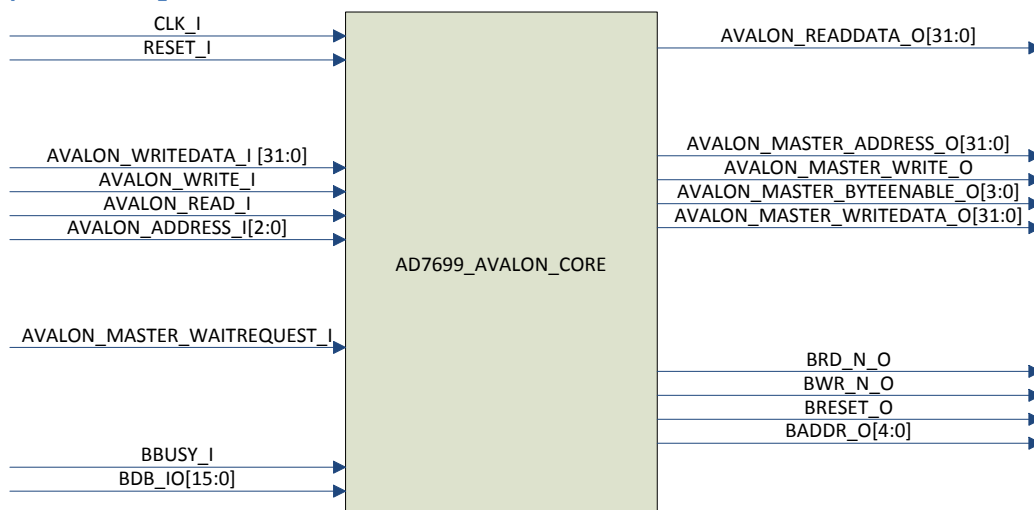 CLK_I
RESET_I
AVALON_WRITEDATA_I [31:0]
AVALON_WRITE_I
AVALON_READ_I
AVALON_ADDRESS_I[2:0]
AVALON_MASTER_WAITREQUEST_I
BBUSY_I
BDB_IO[15:0]
AD7699_AVALON_CORE
AVALON_READDATA_O[31:0]
AVALON_MASTER_ADDRESS_O[31:0]
AVALON_MASTER_WRITE_O
AVALON_MASTER_BYTEENABLE_O[3:0]
AVALON_MASTER_WRITEDATA_O[31:0]
BRD_N_O
BWR_N_O
BRESET_O
BADDR_O[4:0]